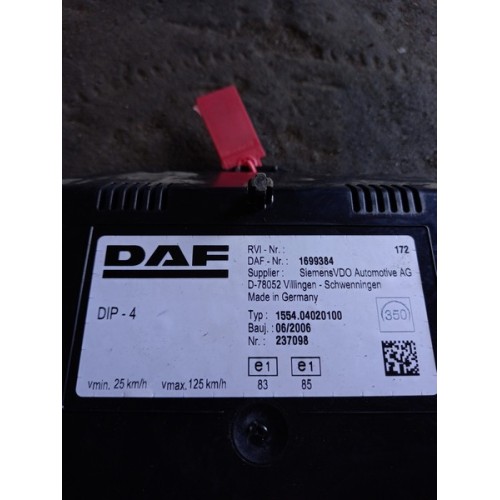 DAF
DIP - 4
vmin. 25 km/h vmax. 125 km/h
RVI - Nr. : 172
DAF - Nr. : 1699384
Supplier : SiemensVDO Automotive AG
D-78052 Villingen - Schwenningen
Made in Germany
Typ : 1554.04020100
Bauj. : 06/2006
Nr. : 237098
350
e1 e1
83 85